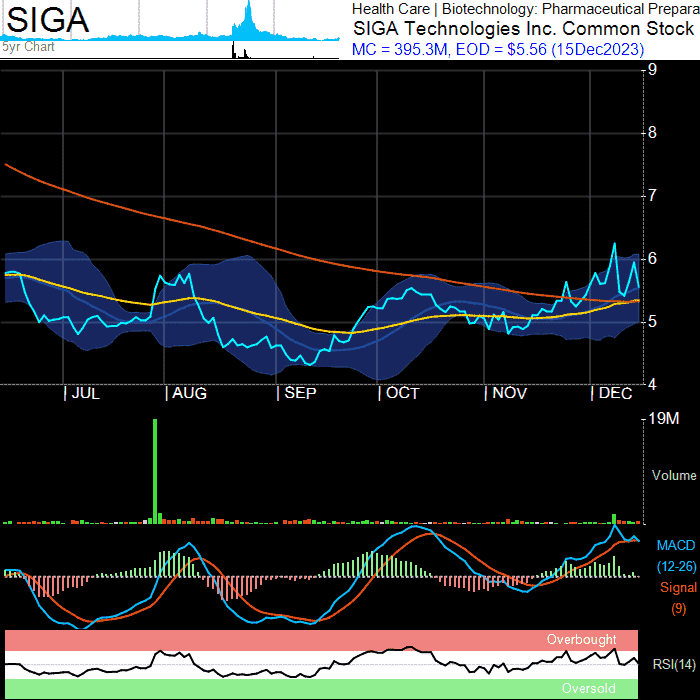 SIGA
5yr Chart
Health Care | Biotechnology: Pharmaceutical Prepara
SIGA Technologies Inc. Common Stock
MC = 395.3M, EOD = $5.56 (15Dec2023)
9
8
7
6
5
4
| JUL | AUG | SEP | OCT | NOV | DEC
19M
Volume
MACD
(12-26)
Signal
(9)
Overbought
RSI(14)
Oversold